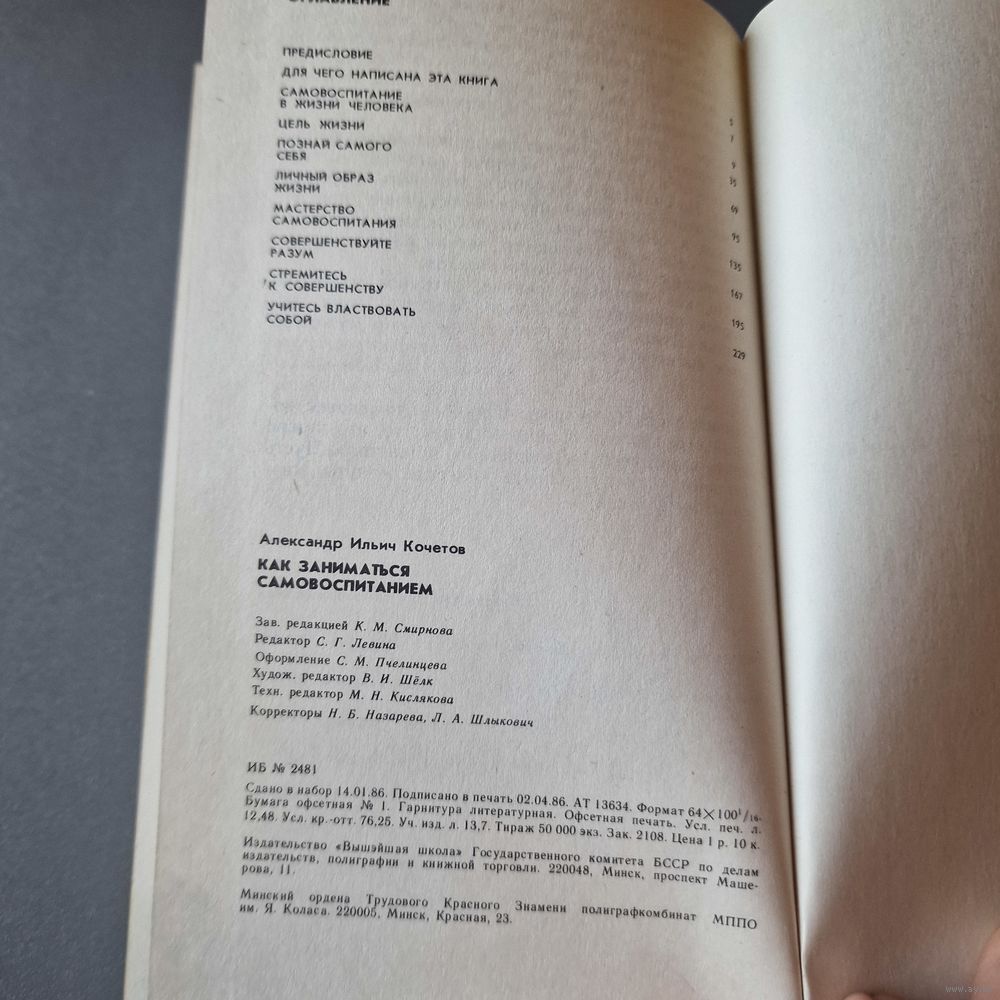 ОГЛАВЛЕНИЕ
ПРЕДИСЛОВИЕ
ДЛЯ ЧЕГО НАПИСАНА ЭТА КНИГА
САМОВОСПИТАНИЕ
В ЖИЗНИ ЧЕЛОВЕКА
ЦЕЛЬ ЖИЗНИ
ПОЗНАЙ САМОГО
СЕБЯ
ЛИЧНЫЙ ОБРАЗ
ЖИЗНИ
МАСТЕРСТВО
САМОВОСПИТАНИЯ
СОВЕРШЕНСТВУЙТЕ
РАЗУМ
СТРЕМИТЕСЬ
К СОВЕРШЕНСТВУ
УЧИТЕСЬ ВЛАСТВОВАТЬ
СОБОЙ
5
7
9
35
69
95
135
167
195
229
Александр Ильич Кочетов
КАК ЗАНИМАТЬСЯ
САМОВОСПИТАНИЕМ
Зав. редакцией К. М. Смирнова
Редактор С. Г. Левина
Оформление С. М. Пчелинцева
Худож. редактор В. И. Шёлк
Техн. редактор М. Н. Кислякова
Корректоры Н. Б. Назарева, Л. А. Шлыкович
ИБ № 2481
Сдано в набор 14.01.86. Подписано в печать 02.04.86. АТ 13634. Формат 64×100¹/₁₆.
Бумага офсетная № 1. Гарнитура литературная. Офсетная печать. Усл. печ. л.
12,48. Усл. кр.-отт. 76,25. Уч. изд. л. 13,7. Тираж 50 000 экз. Зак. 2108. Цена 1 р. 10 к.
Издательство «Вышэйшая школа» Государственного комитета БССР по делам
издательств, полиграфии и книжной торговли. 220048, Минск, проспект Маше-
рова, 11.
Минский ордена Трудового Красного Знамени полиграфкомбинат МППО
им. Я. Коласа. 220005, Минск, Красная, 23.